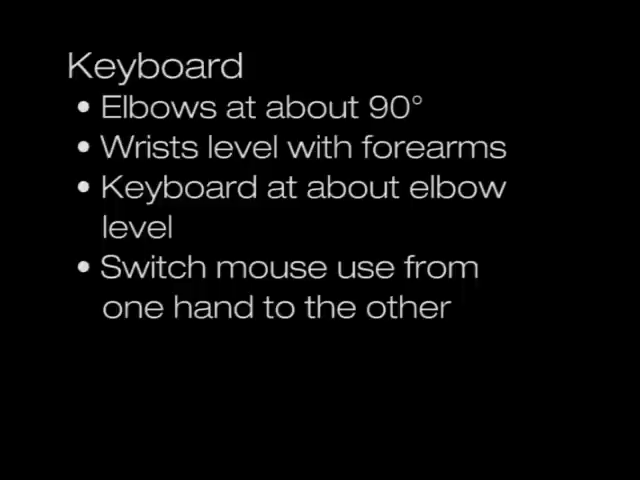 Keyboard
• Elbows at about 90°
• Wrists level with forearms
• Keyboard at about elbow
level
• Switch mouse use from
one hand to the other